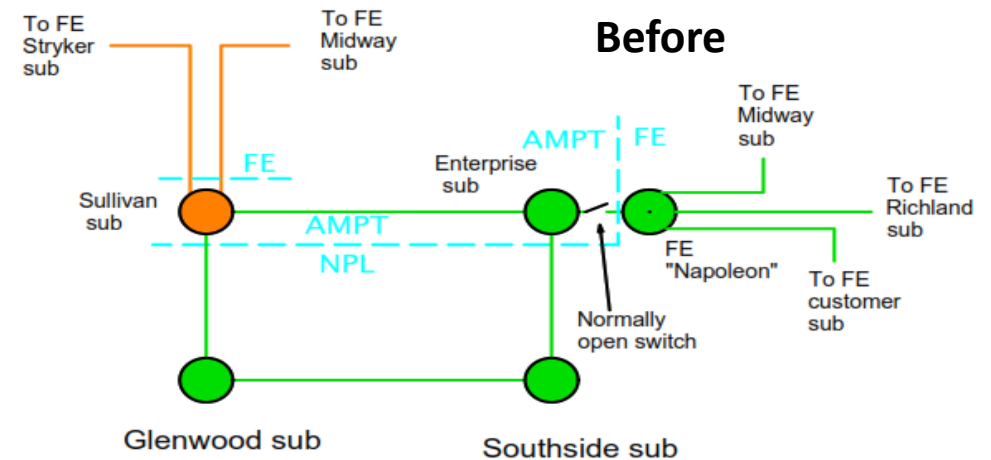 To FE
Stryker
sub
To FE
Midway
sub
Before
To FE
Midway
sub
AMPT
FE
FE
Enterprise
sub
Sullivan
sub
To FE
Richland
sub
AMPT
NPL
FE
"Napoleon"
To FE
customer
sub
Normally
open switch
Glenwood sub
Southside sub